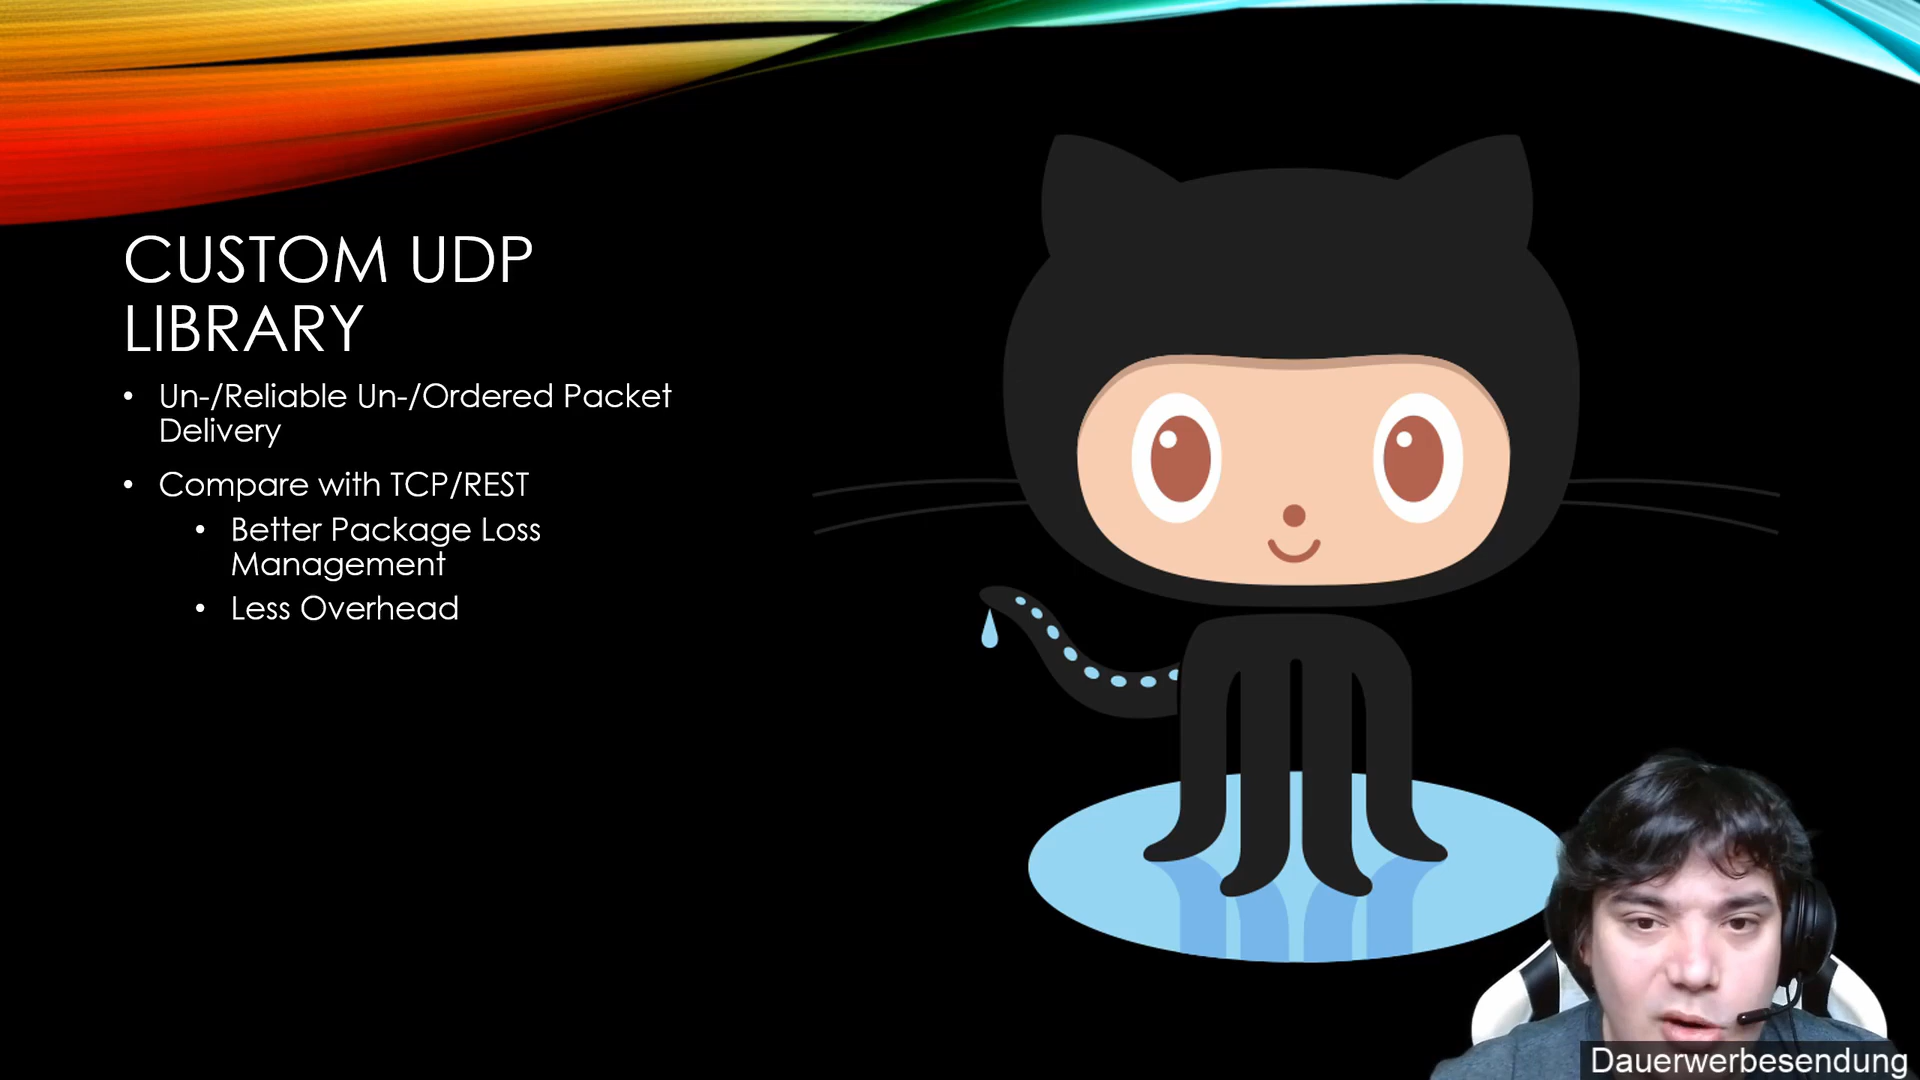 CUSTOM UDP
LIBRARY
• Un-/Reliable Un-/Ordered Packet
Delivery
• Compare with TCP/REST
• Better Package Loss
Management
• Less Overhead
Dauerwerbesendung